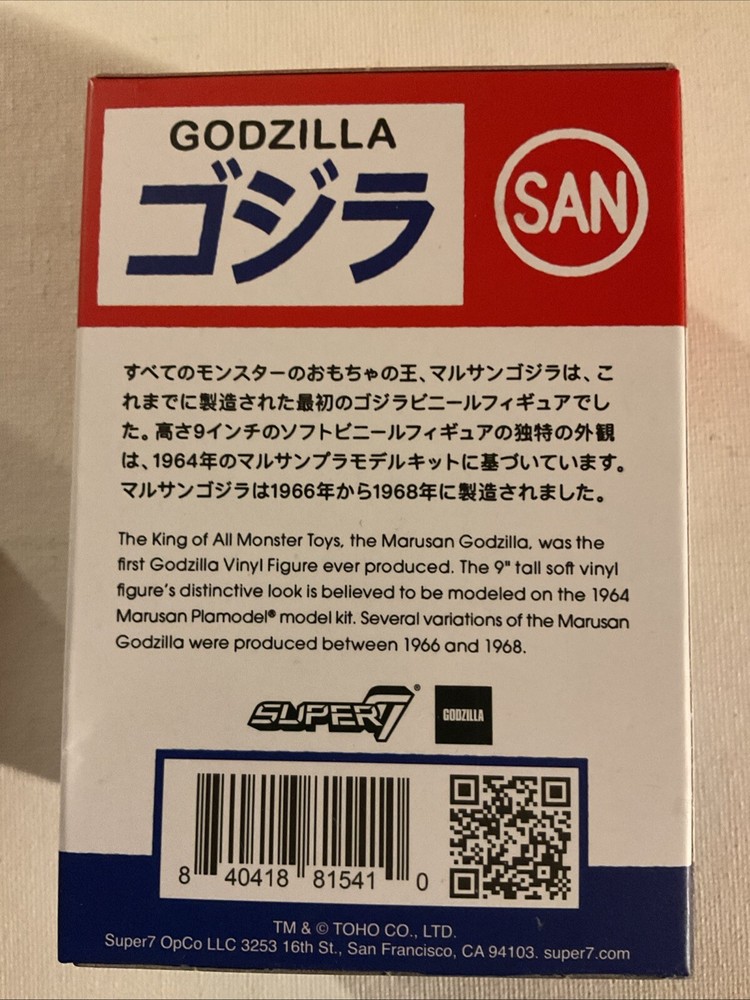 GODZILLA
ゴジラ
SAN
すべてのモンスターのおもちゃの王、マルサンゴジラは、こ
れまでに製造された最初のゴジラビニールフィギュアでし
た。高さ9インチのソフトビニールフィギュアの独特の外観
は、1964年のマルサンプラモデルキットに基づいています。
マルサンゴジラは1966年から1968年に製造されました。
The King of All Monster Toys, the Marusan Godzilla, was the
first Godzilla Vinyl Figure ever produced. The 9" tall soft vinyl
figure's distinctive look is believed to be modeled on the 1964
Marusan Plamodel® model kit. Several variations of the Marusan
Godzilla were produced between 1966 and 1968.
SUPER7®
GODZILLA
8 40418 81541 0
TM & © TOHO CO., LTD.
Super7 OpCo LLC 3253 16th St., San Francisco, CA 94103. super7.com